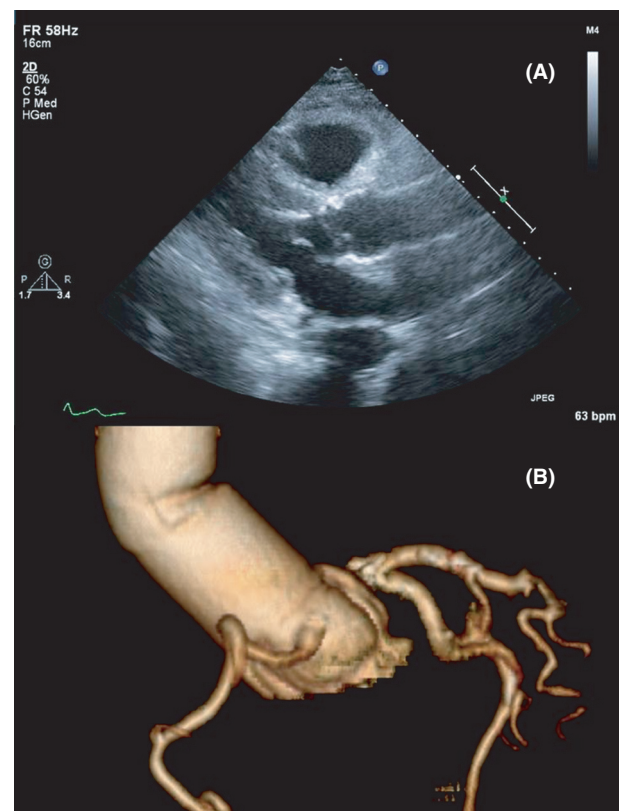 FR 58Hz
16cm
2D
60%
C 54
P Med
HGen
M4
P
(A)
G
P R
1.7 3.4
JPEG
63 bpm
(B)